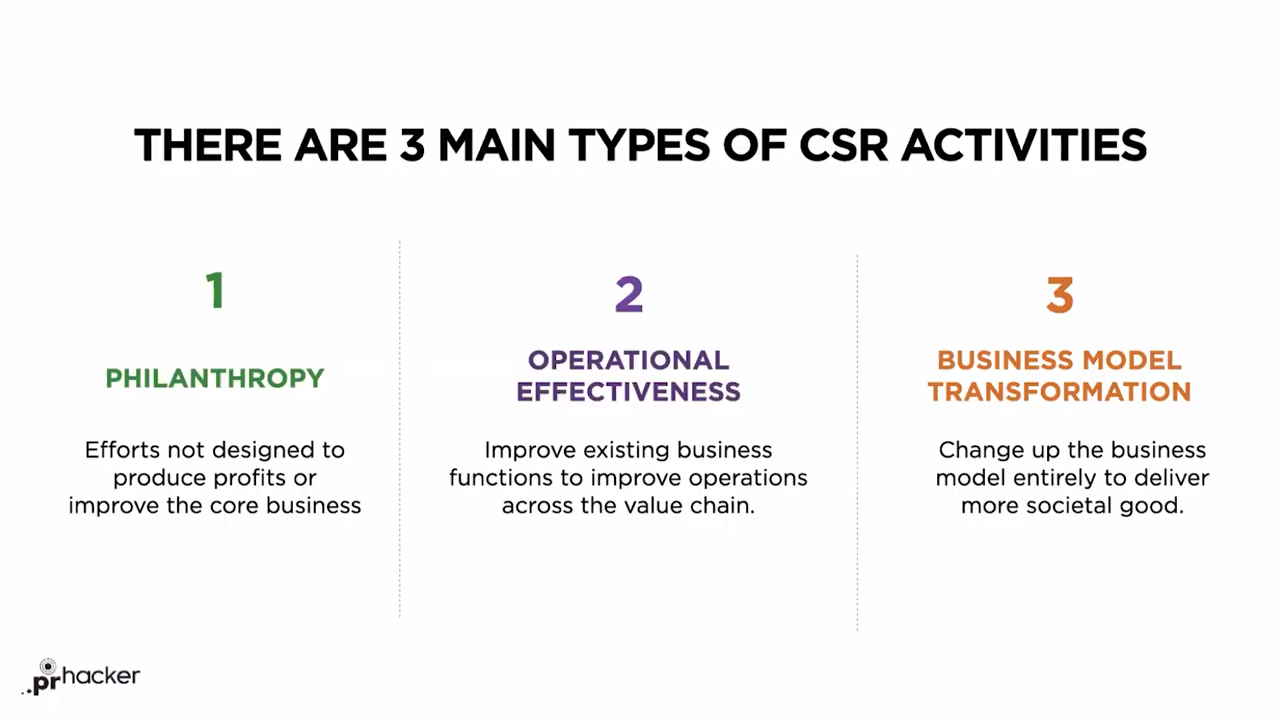 THERE ARE 3 MAIN TYPES OF CSR ACTIVITIES
1
PHILANTHROPY
Efforts not designed to
produce profits or
improve the core business
2
OPERATIONAL
EFFECTIVENESS
Improve existing business
functions to improve operations
across the value chain.
3
BUSINESS MODEL
TRANSFORMATION
Change up the business
model entirely to deliver
more societal good.
..prhacker